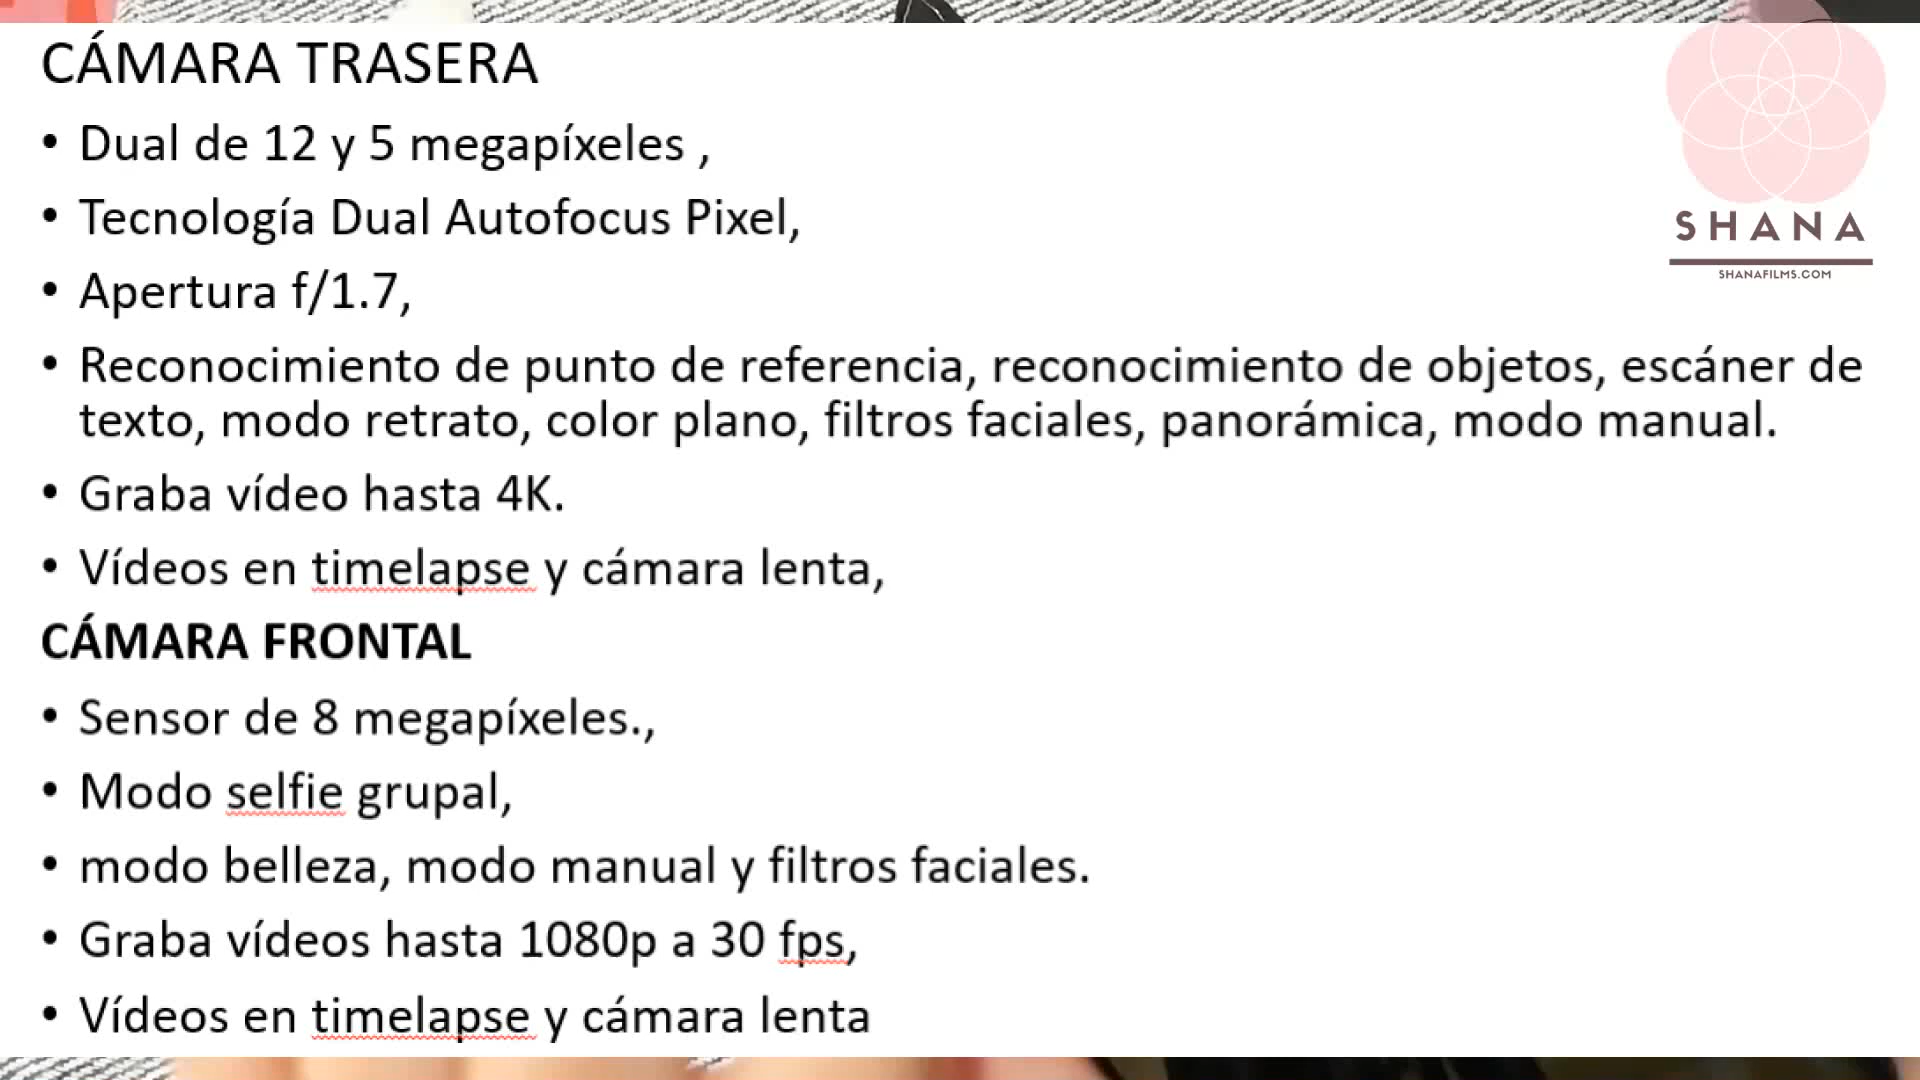 CÁMARA TRASERA
• Dual de 12 y 5 megapíxeles ,
• Tecnología Dual Autofocus Pixel,
• Apertura f/1.7,
• Reconocimiento de punto de referencia, reconocimiento de objetos, escáner de
texto, modo retrato, color plano, filtros faciales, panorámica, modo manual.
• Graba vídeo hasta 4K.
• Vídeos en timelapse y cámara lenta,
CÁMARA FRONTAL
• Sensor de 8 megapíxeles.,
• Modo selfie grupal,
• modo belleza, modo manual y filtros faciales.
• Graba vídeos hasta 1080p a 30 fps,
• Vídeos en timelapse y cámara lenta
SHANA
SHANAFILMS.COM